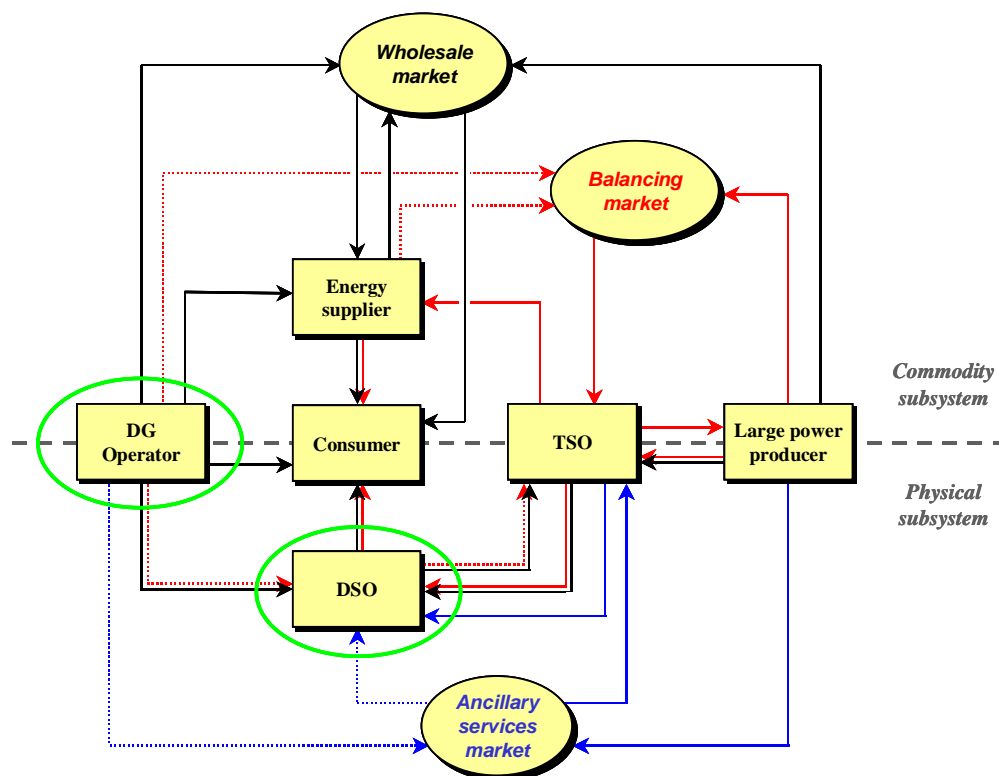 Wholesale
market
Balancing
market
Energy
supplier
Commodity
subsystem
DG
Operator
Consumer
TSO
Large power
producer
Physical
subsystem
DSO
Ancillary
services
market